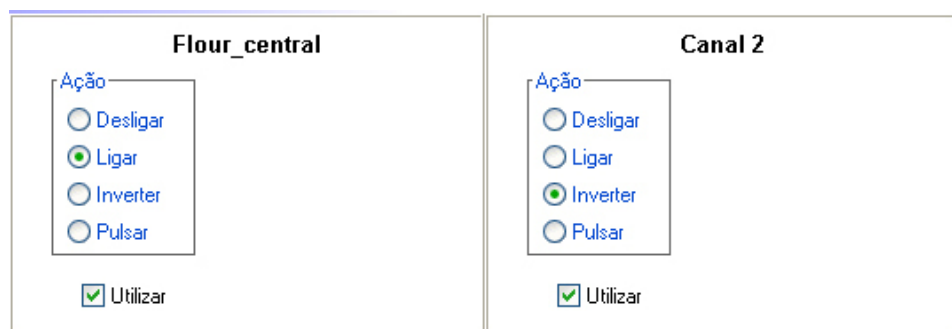 Flour_central
Ação
Desligar
Ligar
Inverter
Pulsar
Utilizar
Canal 2
Ação
Desligar
Ligar
Inverter
Pulsar
Utilizar